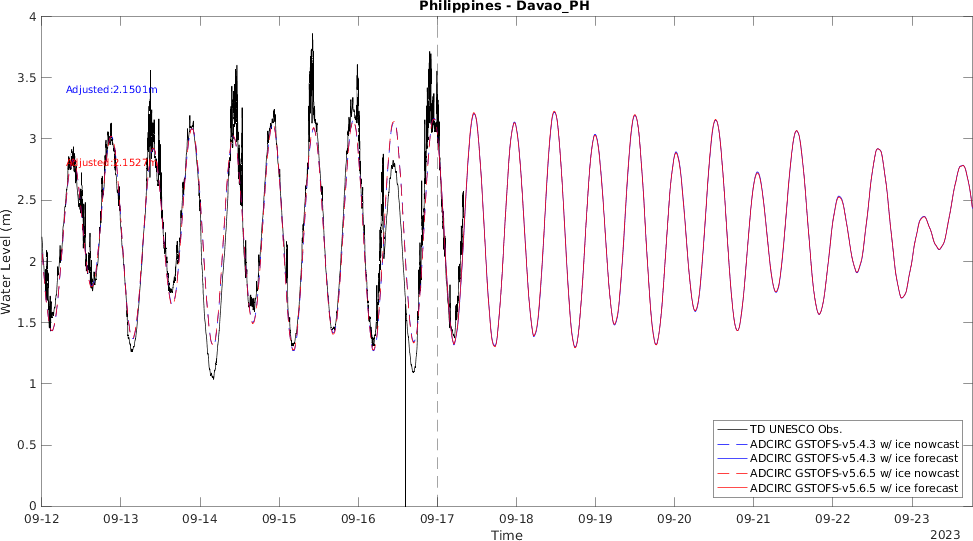 Philippines - Davao_PH
4
3.5
3
2.5
2
1.5
1
0.5
0
Water Level (m)
Adjusted:2.1501m
Adjusted:2.1527m
TD UNESCO Obs.
ADCIRC GSTOFS-v5.4.3 w/ ice nowcast
ADCIRC GSTOFS-v5.4.3 w/ ice forecast
ADCIRC GSTOFS-v5.6.5 w/ ice nowcast
ADCIRC GSTOFS-v5.6.5 w/ ice forecast
09-12 09-13 09-14 09-15 09-16 09-17 09-18 09-19 09-20 09-21 09-22 09-23
Time
2023